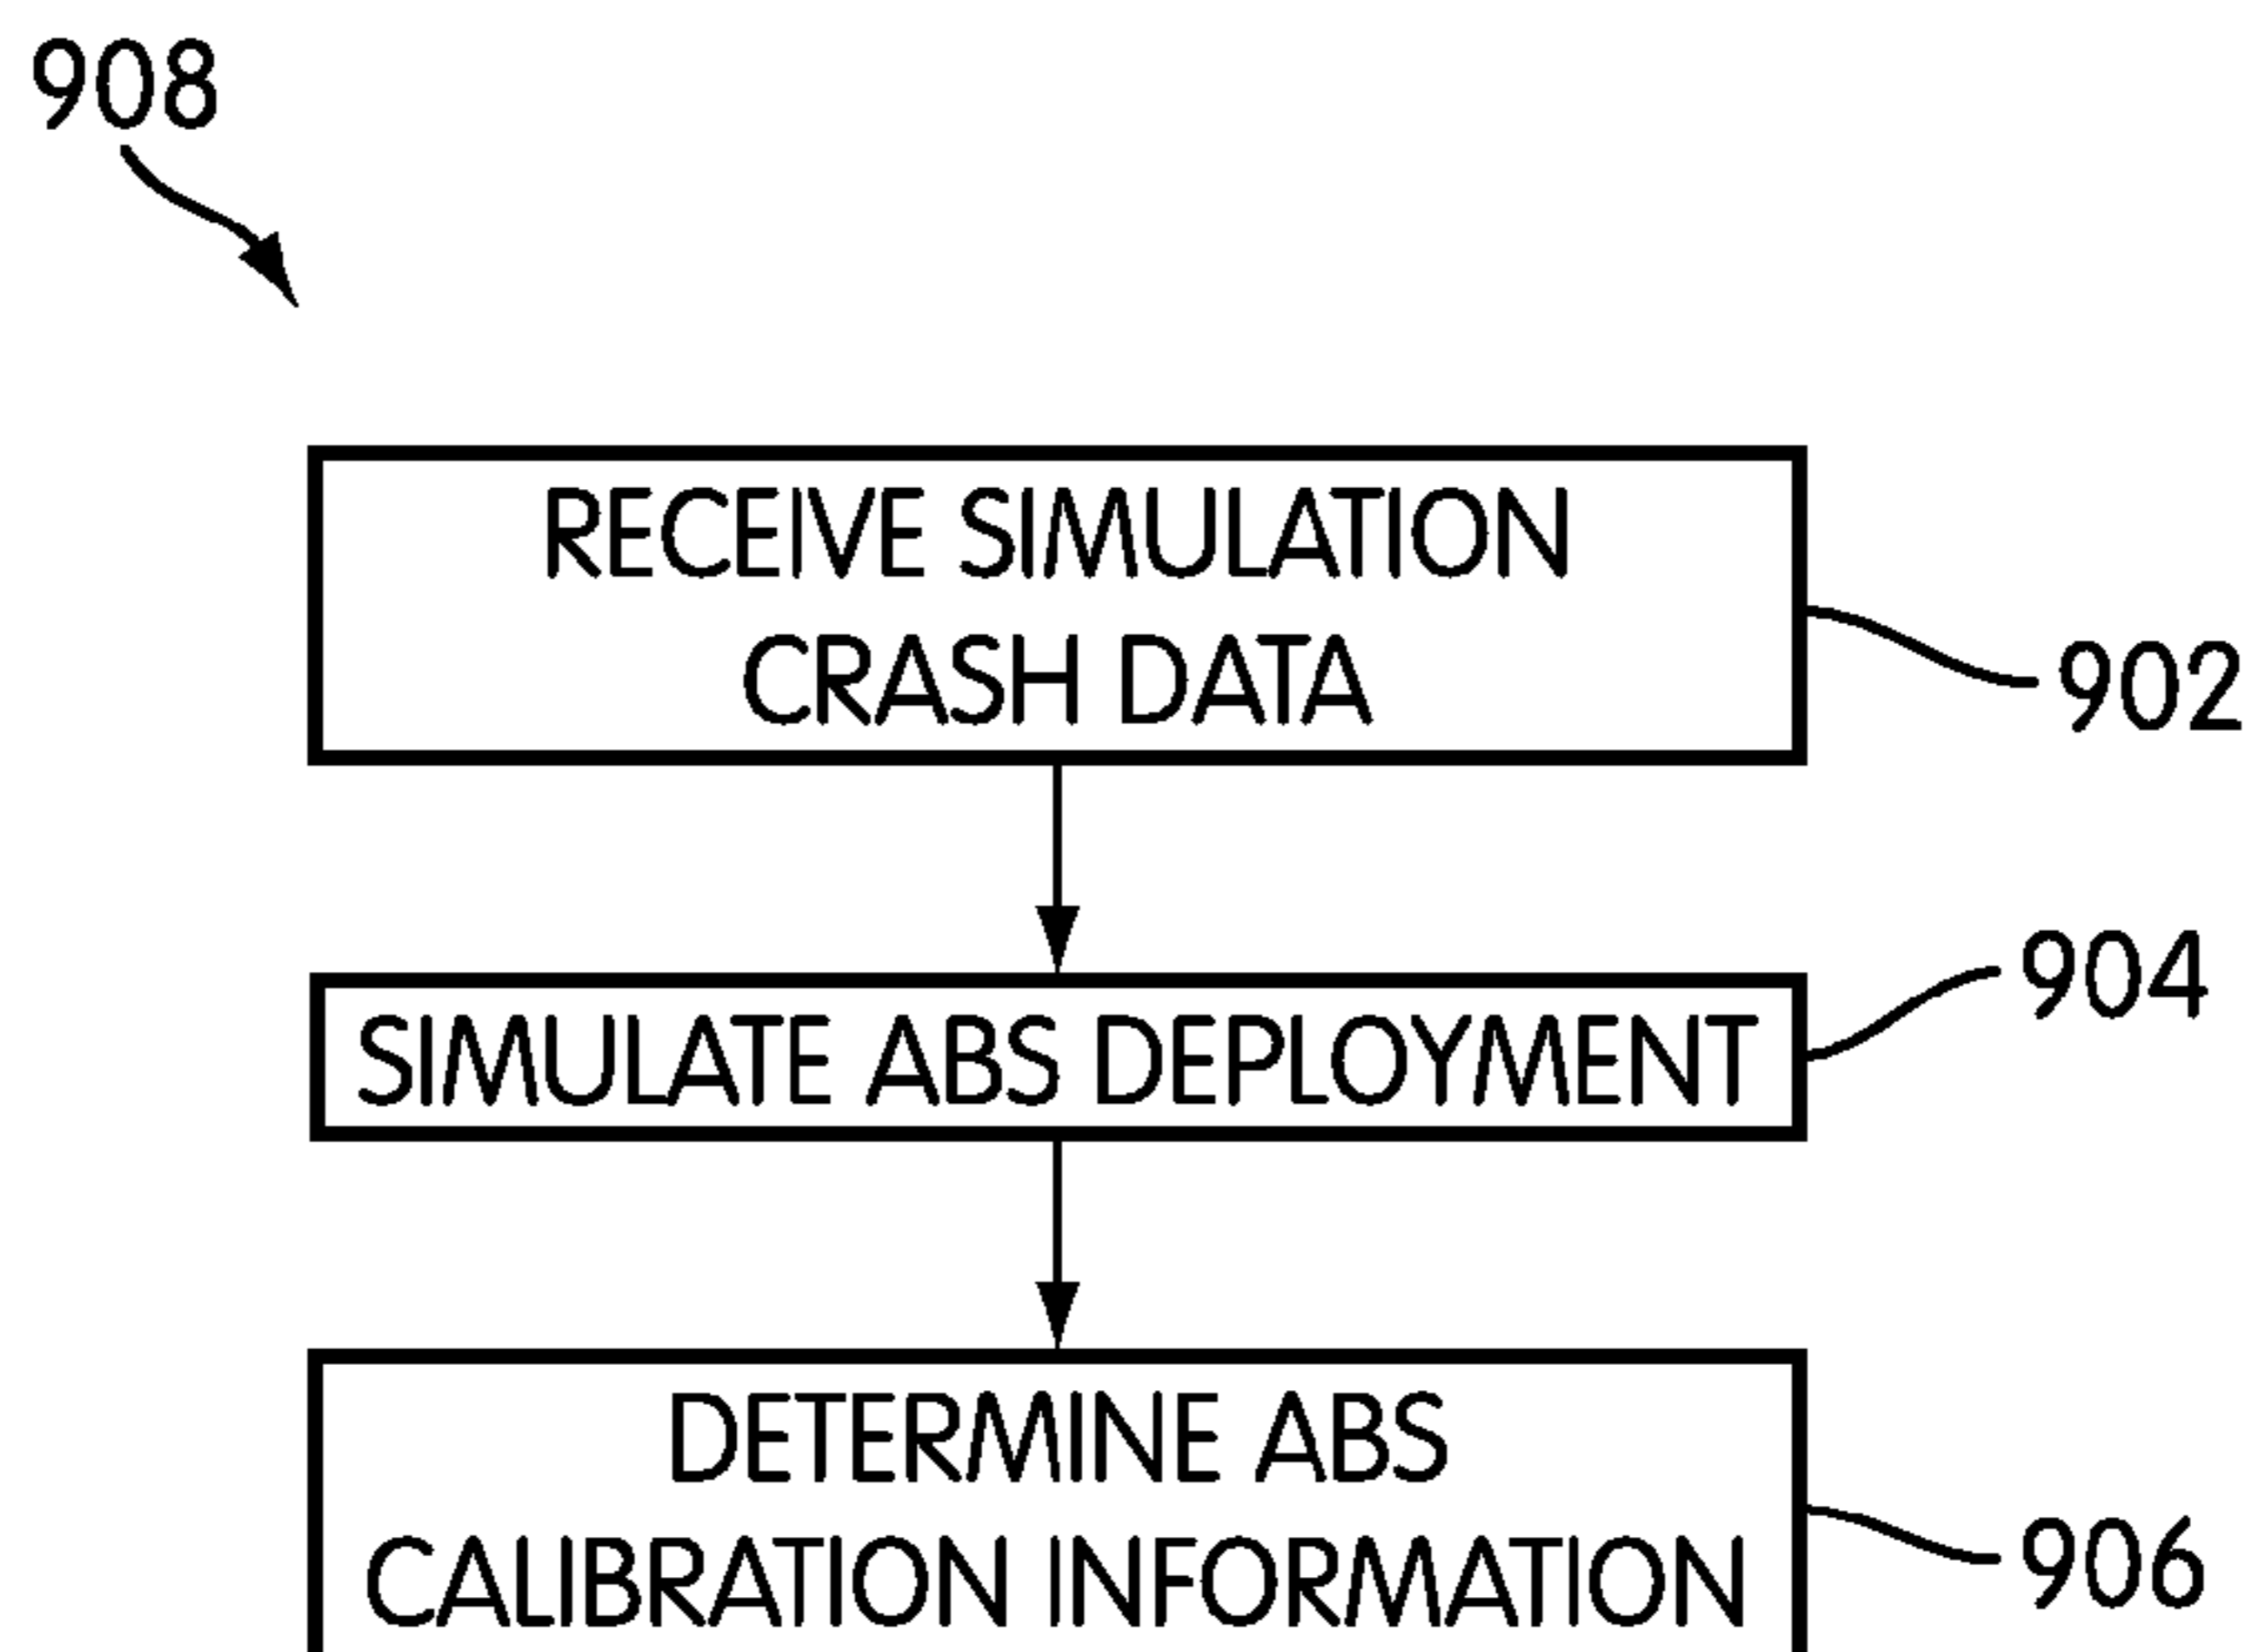 908
RECEIVE SIMULATION
CRASH DATA
902
SIMULATE ABS DEPLOYMENT
904
DETERMINE ABS
CALIBRATION INFORMATION
906